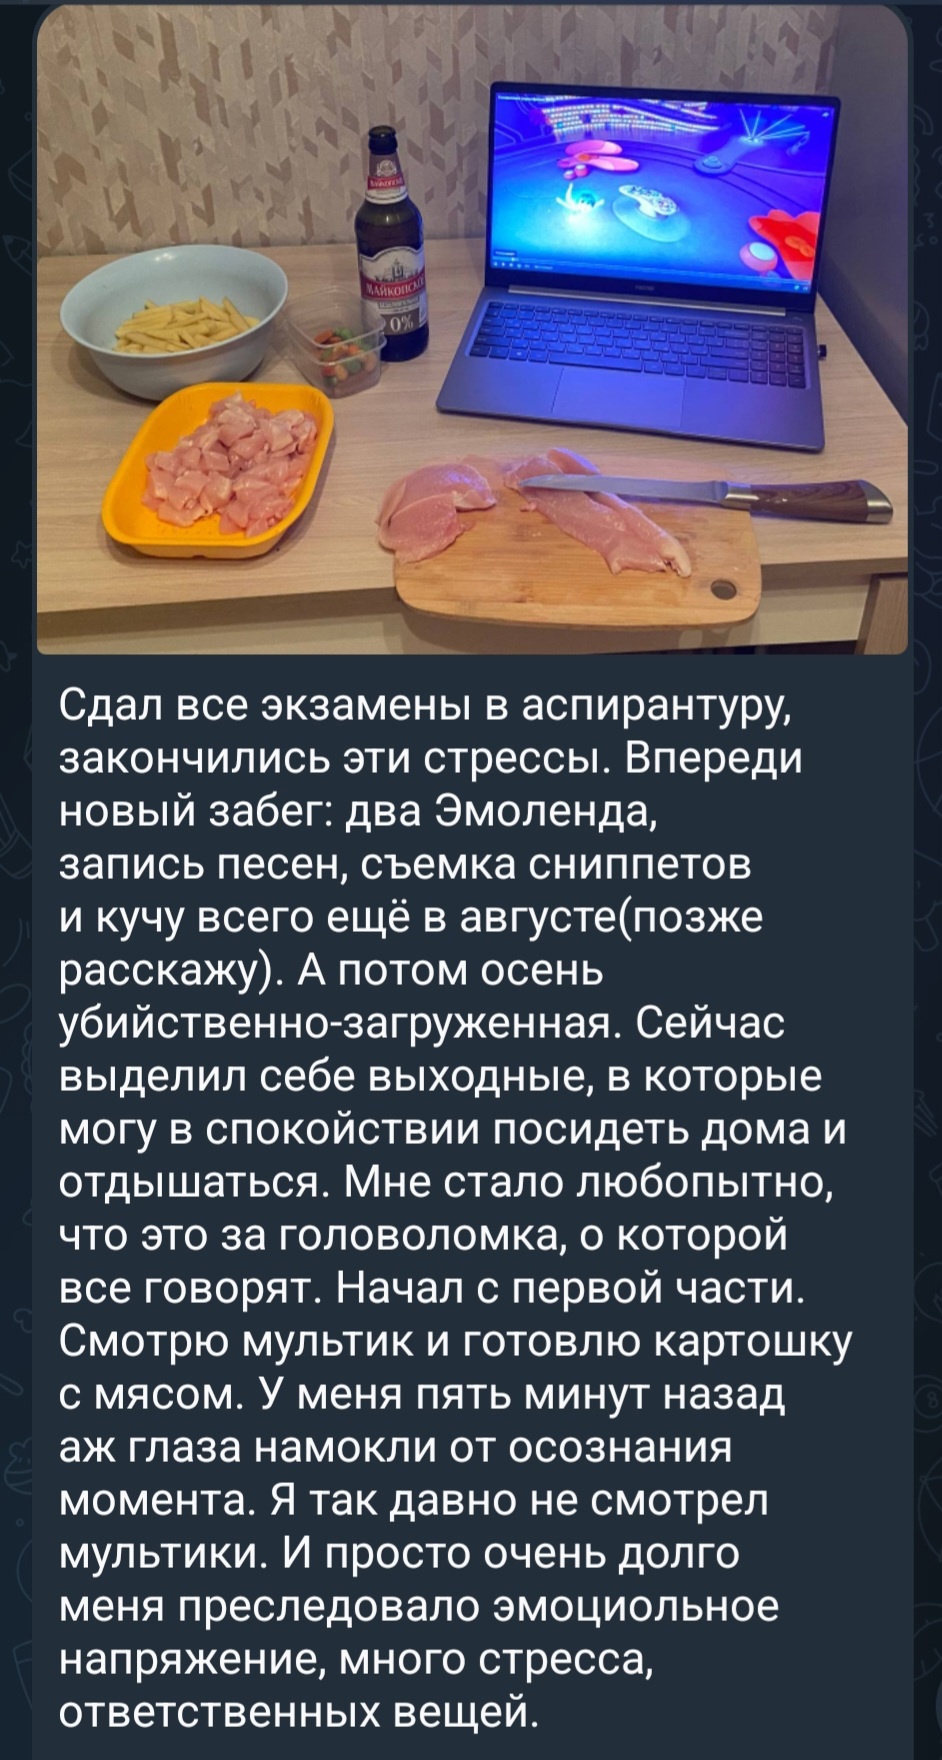 МАЙКОПСКОЕ
0%
Сдал все экзамены в аспирантуру,
закончились эти стрессы. Впереди
новый забег: два Эмоленда,
запись песен, съемка сниппетов
и кучу всего ещё в августе(позже
расскажу). А потом осень
убийственно-загруженная. Сейчас
выделил себе выходные, в которые
могу в спокойствии посидеть дома и
отдышаться. Мне стало любопытно,
что это за головоломка, о которой
все говорят. Начал с первой части.
Смотрю мультик и готовлю картошку
с мясом. У меня пять минут назад
аж глаза намокли от осознания
момента. Я так давно не смотрел
мультики. И просто очень долго
меня преследовало эмоциольное
напряжение, много стресса,
ответственных вещей.